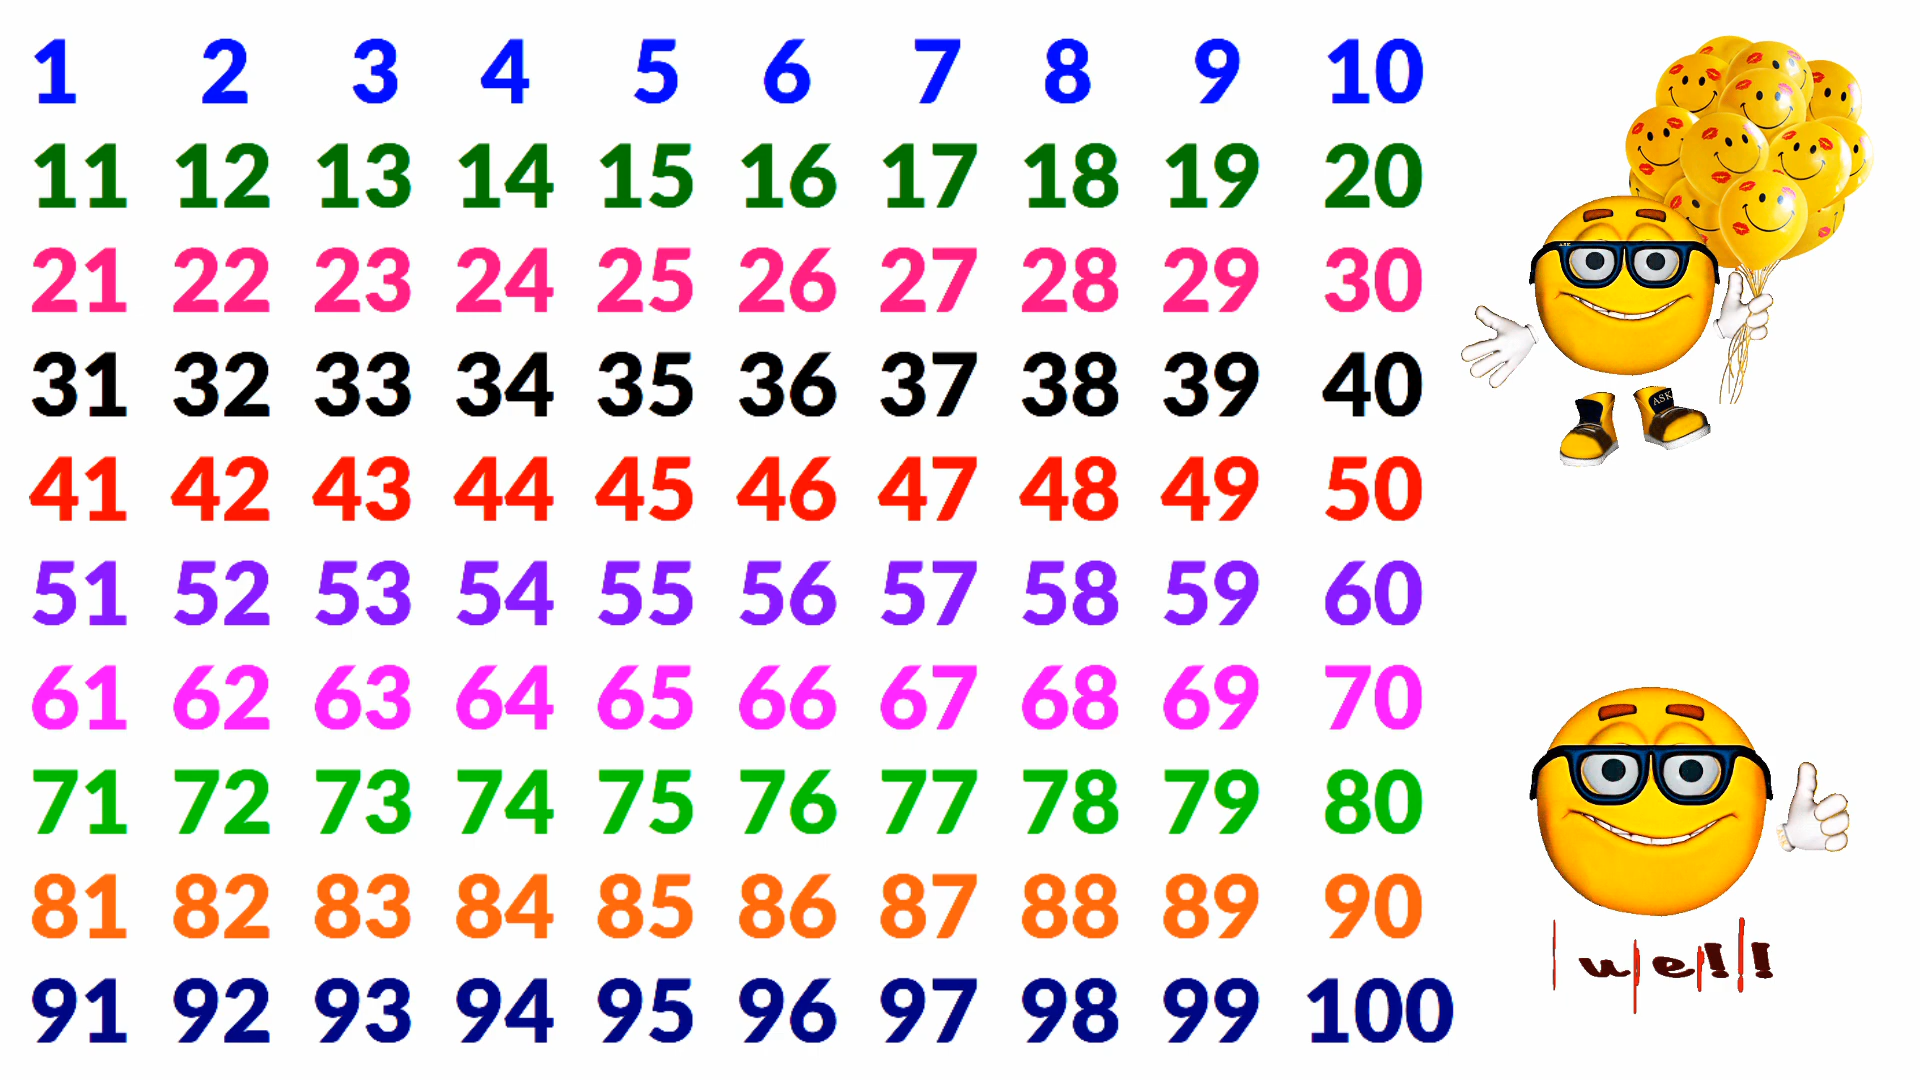 1 2 3 4 5 6 7 8 9 10
11 12 13 14 15 16 17 18 19 20
21 22 23 24 25 26 27 28 29 30
31 32 33 34 35 36 37 38 39 40
41 42 43 44 45 46 47 48 49 50
51 52 53 54 55 56 57 58 59 60
61 62 63 64 65 66 67 68 69 70
71 72 73 74 75 76 77 78 79 80
81 82 83 84 85 86 87 88 89 90
91 92 93 94 95 96 97 98 99 100
ASK
ASK